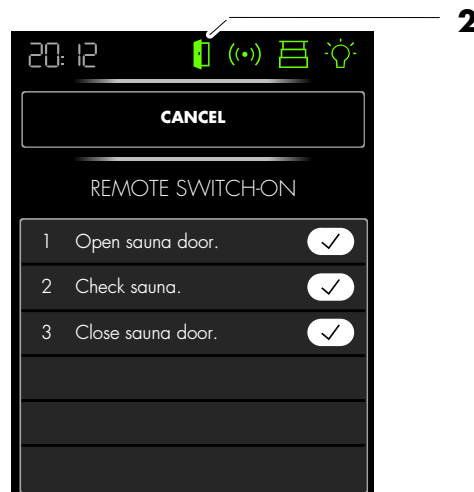 2
20:12
CANCEL
REMOTE SWITCH-ON
1 Open sauna door.
2 Check sauna.
3 Close sauna door.